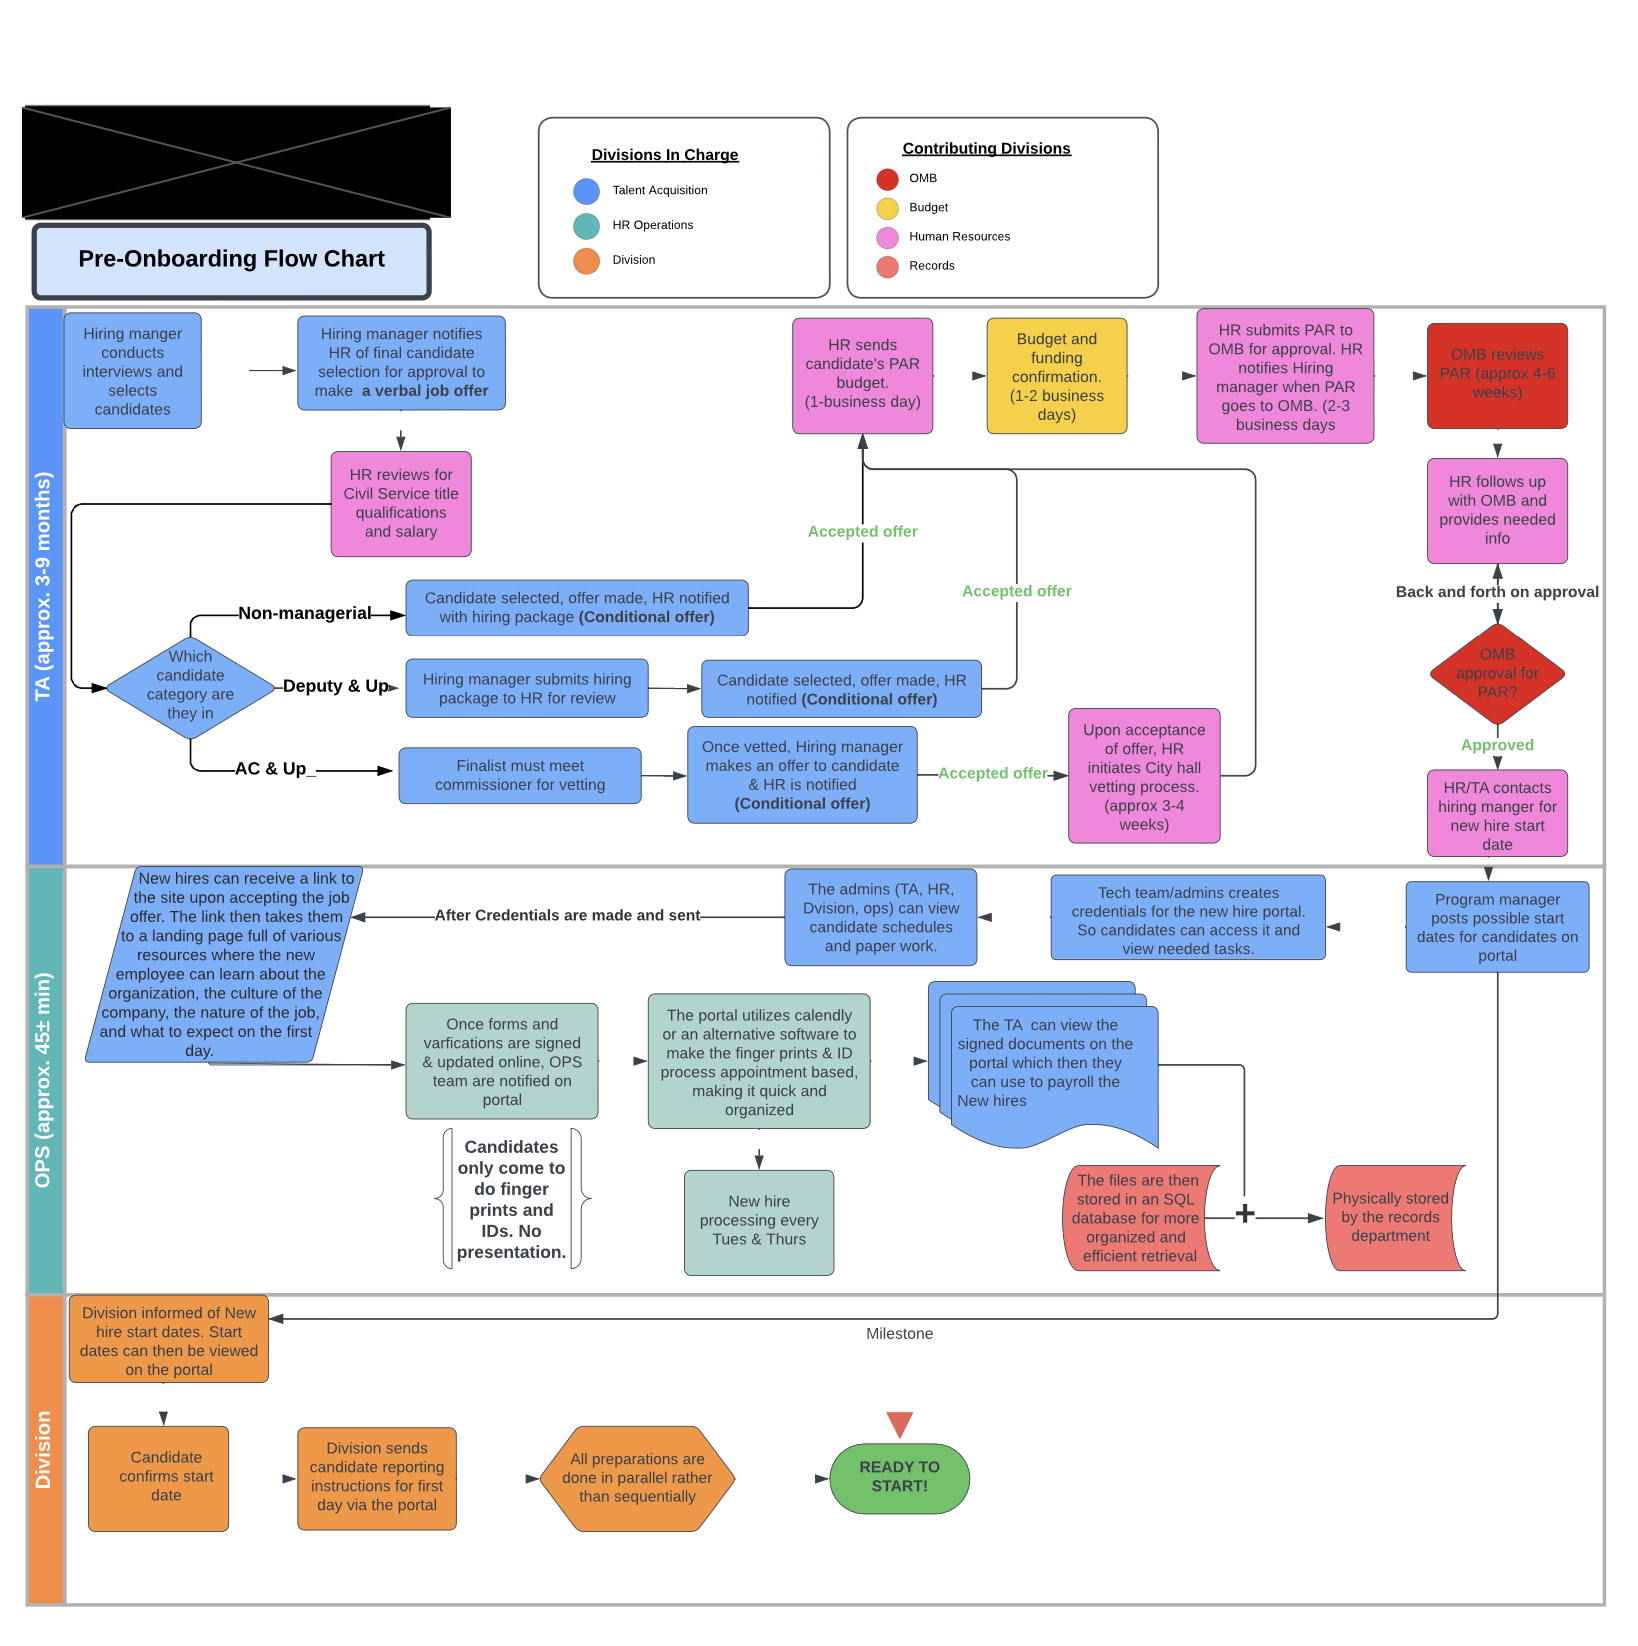 Divisions In Charge
Talent Acquisition
HR Operations
Division
Contributing Divisions
OMB
Budget
Human Resources
Records
Pre-Onboarding Flow Chart
TA (approx. 3-9 months)
Hiring manger
conducts
interviews and
selects
candidates
Hiring manager notifies
HR of final candidate
selection for approval to
make  a verbal job offer
HR reviews for
Civil Service title
qualifications
and salary
Which
candidate
category are
they in
Non-managerial
Candidate selected, offer made, HR notified
with hiring package (Conditional offer)
Accepted offer
Deputy & Up
Hiring manager submits hiring
package to HR for review
Candidate selected, offer made, HR
notified (Conditional offer)
Accepted offer
AC & Up_
Finalist must meet
commissioner for vetting
Once vetted, Hiring manager
makes an offer to candidate
& HR is notified
(Conditional offer)
Accepted offer
Upon acceptance
of offer, HR
initiates City hall
vetting process.
(approx 3-4
weeks)
HR sends
candidate's PAR
budget.
(1-business day)
Budget and
funding
confirmation.
(1-2 business
days)
HR submits PAR to
OMB for approval. HR
notifies Hiring
manager when PAR
goes to OMB. (2-3
business days
OMB reviews
PAR (approx 4-6
weeks)
HR follows up
with OMB and
provides needed
info
Back and forth on approval
OMB
approval for
PAR?
Approved
HR/TA contacts
hiring manger for
new hire start
date
OPS (approx. 45± min)
Program manager
posts possible start
dates for candidates on
portal
Tech team/admins creates
credentials for the new hire portal.
So candidates can access it and
view needed tasks.
The admins (TA, HR,
Dvision, ops) can view
candidate schedules
and paper work.
After Credentials are made and sent
New hires can receive a link to
the site upon accepting the job
offer. The link then takes them
to a landing page full of various
resources where the new
employee can learn about the
organization, the culture of the
company, the nature of the job,
and what to expect on the first
day.
Once forms and
varfications are signed
& updated online, OPS
team are notified on
portal
Candidates
only come to
do finger
prints and
IDs. No
presentation.
The portal utilizes calendly
or an alternative software to
make the finger prints & ID
process appointment based,
making it quick and
organized
New hire
processing every
Tues & Thurs
The TA  can view the
signed documents on the
portal which then they
can use to payroll the
New hires
The files are then
stored in an SQL
database for more
organized and
efficient retrieval
+
Physically stored
by the records
department
Division
Division informed of New
hire start dates. Start
dates can then be viewed
on the portal
Milestone
Candidate
confirms start
date
Division sends
candidate reporting
instructions for first
day via the portal
All preparations are
done in parallel rather
than sequentially
READY TO
START!